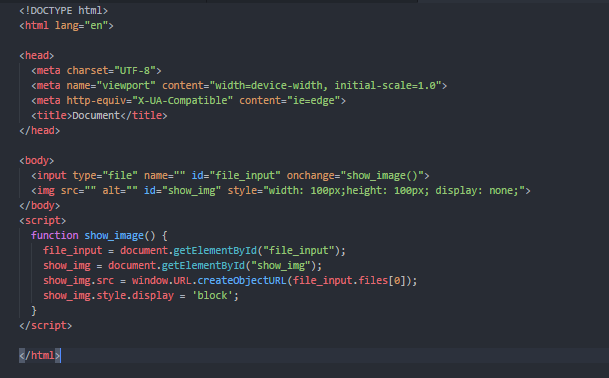 <!DOCTYPE html>
<html lang="en">
<head>
<meta charset="UTF-8">
<meta name="viewport" content="width=device-width, initial-scale=1.0">
<meta http-equiv="X-UA-Compatible" content="ie=edge">
<title>Document</title>
</head>
<body>
<input type="file" name="" id="file_input" onchange="show_image()">
<img src="" alt="" id="show_img" style="width: 100px;height: 100px; display: none;">
</body>
<script>
function show_image() {
file_input = document.getElementById("file_input");
show_img = document.getElementById("show_img");
show_img.src = window.URL.createObjectURL(file_input.files[0]);
show_img.style.display = 'block';
}
</script>
</html>